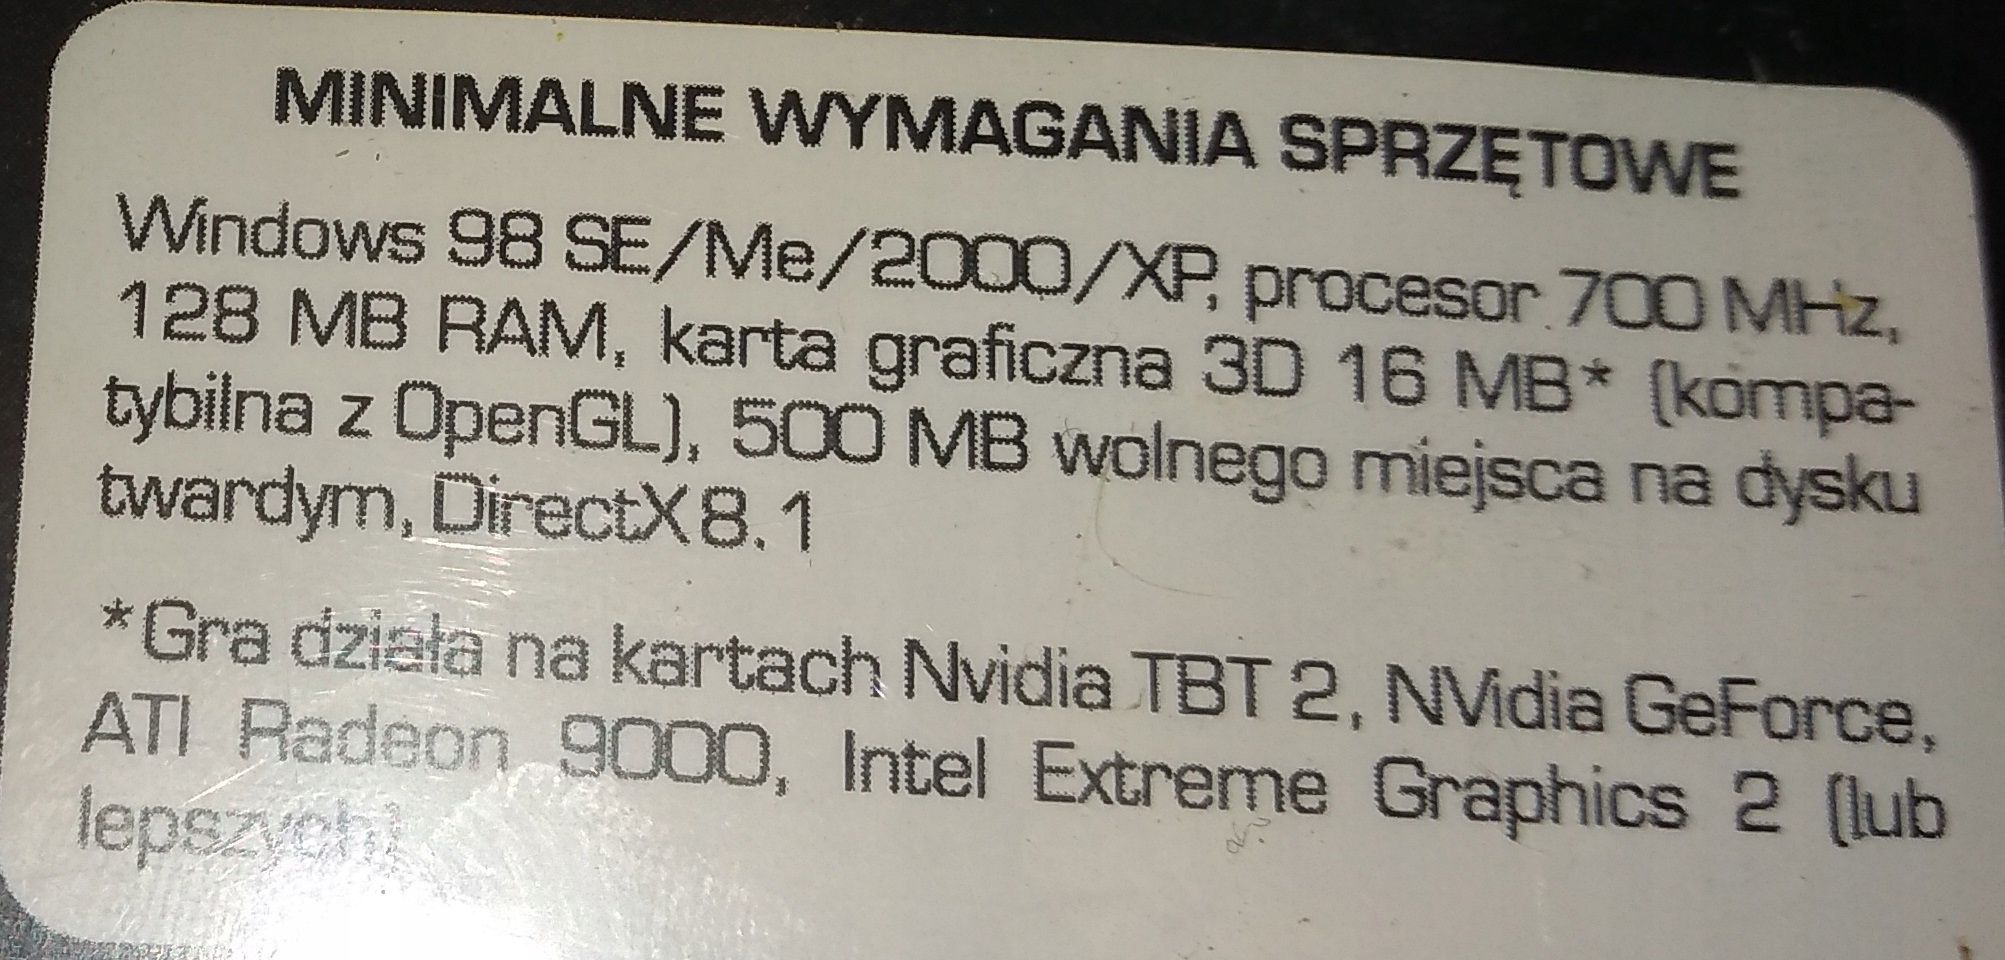 MINIMALNE WYMAGANIA SPRZĘTOWE
Windows 98 SE/Me/2000/XP, procesor 700 MHz,
128 MB RAM, karta graficzna 3D 16 MB* (kompa-
tybilna z OpenGL), 500 MB wolnego miejsca na dysku
twardym, DirectX 8.1
*Gra działa na kartach Nvidia TBT 2, NVidia GeForce,
ATI Radeon 9000, Intel Extreme Graphics 2 (lub
lepszych)